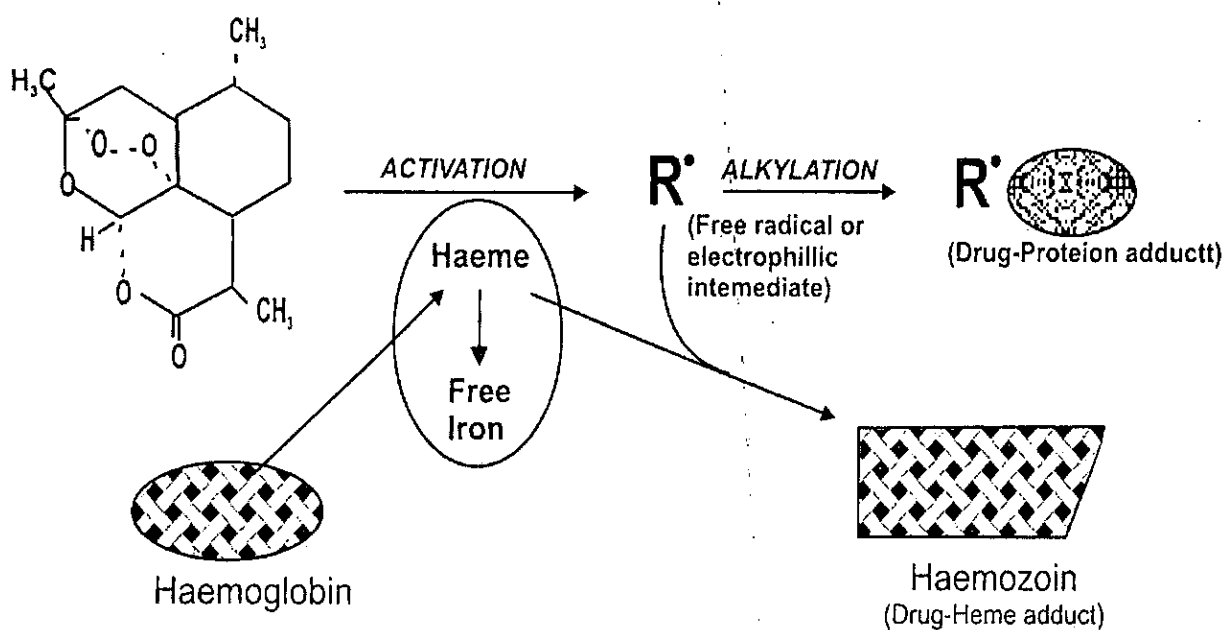 CH₃
H₃C
O - - O
O
H
O
O
CH₃
ACTIVATION
R•
ALKYLATION
R•
(Free radical or
electrophillic
intemediate)
(Drug-Proteion adductt)
Haeme
Free
Iron
Haemoglobin
Haemozoin
(Drug-Heme adduct)